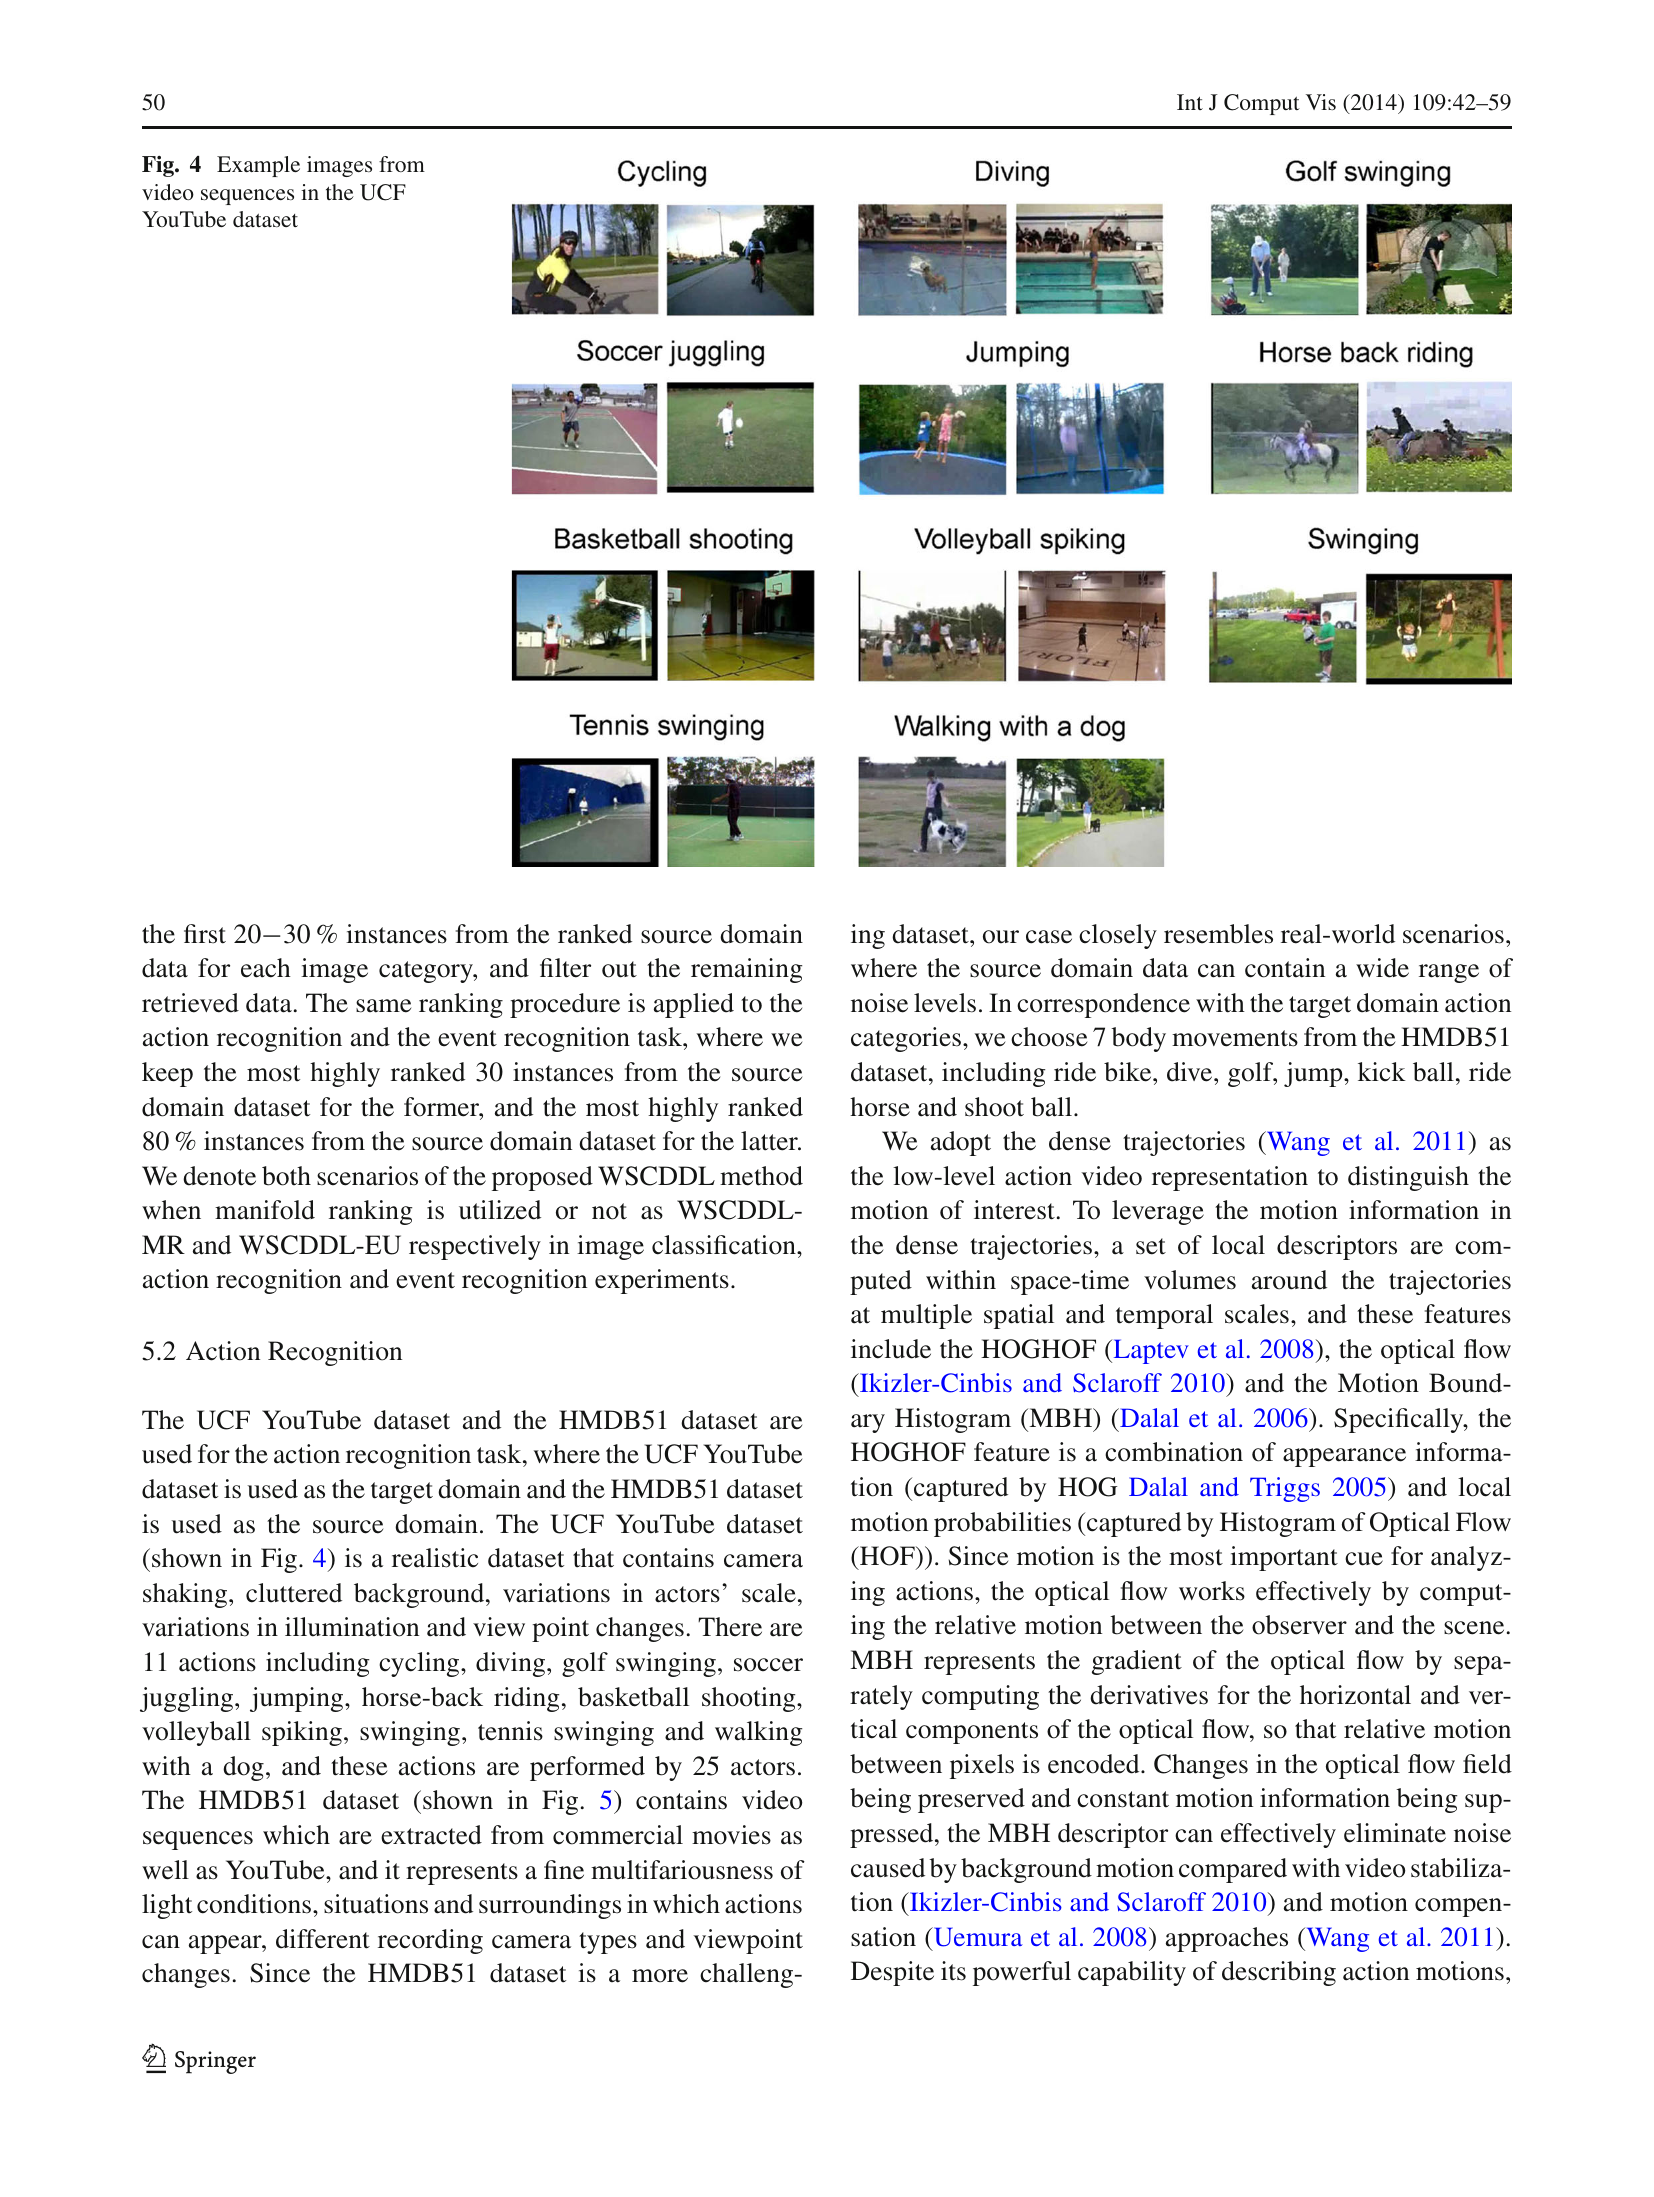 50
Int J Comput Vis (2014) 109:42–59
Fig. 4 Example images from
video sequences in the UCF
YouTube dataset
Cycling
Diving
Golf swinging
Soccer juggling
Jumping
Horse back riding
Basketball shooting
Volleyball spiking
Swinging
FLORI
Tennis swinging
Walking with a dog
the first 20–30 % instances from the ranked source domain
data for each image category, and filter out the remaining
retrieved data. The same ranking procedure is applied to the
action recognition and the event recognition task, where we
keep the most highly ranked 30 instances from the source
domain dataset for the former, and the most highly ranked
80 % instances from the source domain dataset for the latter.
We denote both scenarios of the proposed WSCDDL method
when manifold ranking is utilized or not as WSCDDL-
MR and WSCDDL-EU respectively in image classification,
action recognition and event recognition experiments.
5.2 Action Recognition
The UCF YouTube dataset and the HMDB51 dataset are
used for the action recognition task, where the UCF YouTube
dataset is used as the target domain and the HMDB51 dataset
is used as the source domain. The UCF YouTube dataset
(shown in Fig. 4) is a realistic dataset that contains camera
shaking, cluttered background, variations in actors’ scale,
variations in illumination and view point changes. There are
11 actions including cycling, diving, golf swinging, soccer
juggling, jumping, horse-back riding, basketball shooting,
volleyball spiking, swinging, tennis swinging and walking
with a dog, and these actions are performed by 25 actors.
The HMDB51 dataset (shown in Fig. 5) contains video
sequences which are extracted from commercial movies as
well as YouTube, and it represents a fine multifariousness of
light conditions, situations and surroundings in which actions
can appear, different recording camera types and viewpoint
changes. Since the HMDB51 dataset is a more challeng-
ing dataset, our case closely resembles real-world scenarios,
where the source domain data can contain a wide range of
noise levels. In correspondence with the target domain action
categories, we choose 7 body movements from the HMDB51
dataset, including ride bike, dive, golf, jump, kick ball, ride
horse and shoot ball.
We adopt the dense trajectories (Wang et al. 2011) as
the low-level action video representation to distinguish the
motion of interest. To leverage the motion information in
the dense trajectories, a set of local descriptors are com-
puted within space-time volumes around the trajectories
at multiple spatial and temporal scales, and these features
include the HOGHOF (Laptev et al. 2008), the optical flow
(Ikizler-Cinbis and Sclaroff 2010) and the Motion Bound-
ary Histogram (MBH) (Dalal et al. 2006). Specifically, the
HOGHOF feature is a combination of appearance informa-
tion (captured by HOG Dalal and Triggs 2005) and local
motion probabilities (captured by Histogram of Optical Flow
(HOF)). Since motion is the most important cue for analyz-
ing actions, the optical flow works effectively by comput-
ing the relative motion between the observer and the scene.
MBH represents the gradient of the optical flow by sepa-
rately computing the derivatives for the horizontal and ver-
tical components of the optical flow, so that relative motion
between pixels is encoded. Changes in the optical flow field
being preserved and constant motion information being sup-
pressed, the MBH descriptor can effectively eliminate noise
caused by background motion compared with video stabiliza-
tion (Ikizler-Cinbis and Sclaroff 2010) and motion compen-
sation (Uemura et al. 2008) approaches (Wang et al. 2011).
Despite its powerful capability of describing action motions,
Springer